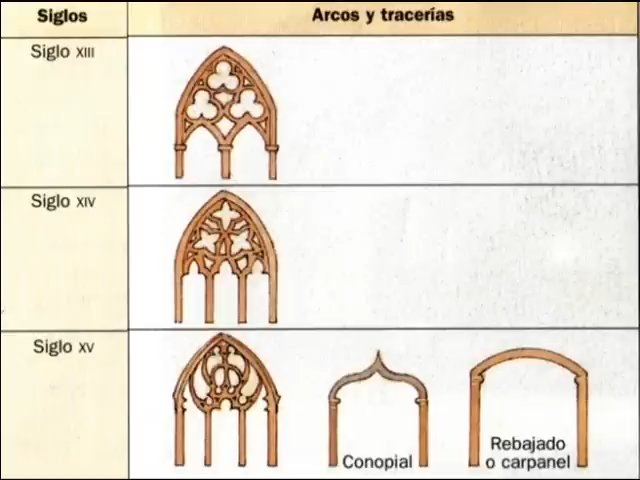 Siglos
Arcos y tracerías
Siglo XIII
Siglo XIV
Siglo XV
Conopial
Rebajado
o carpanel